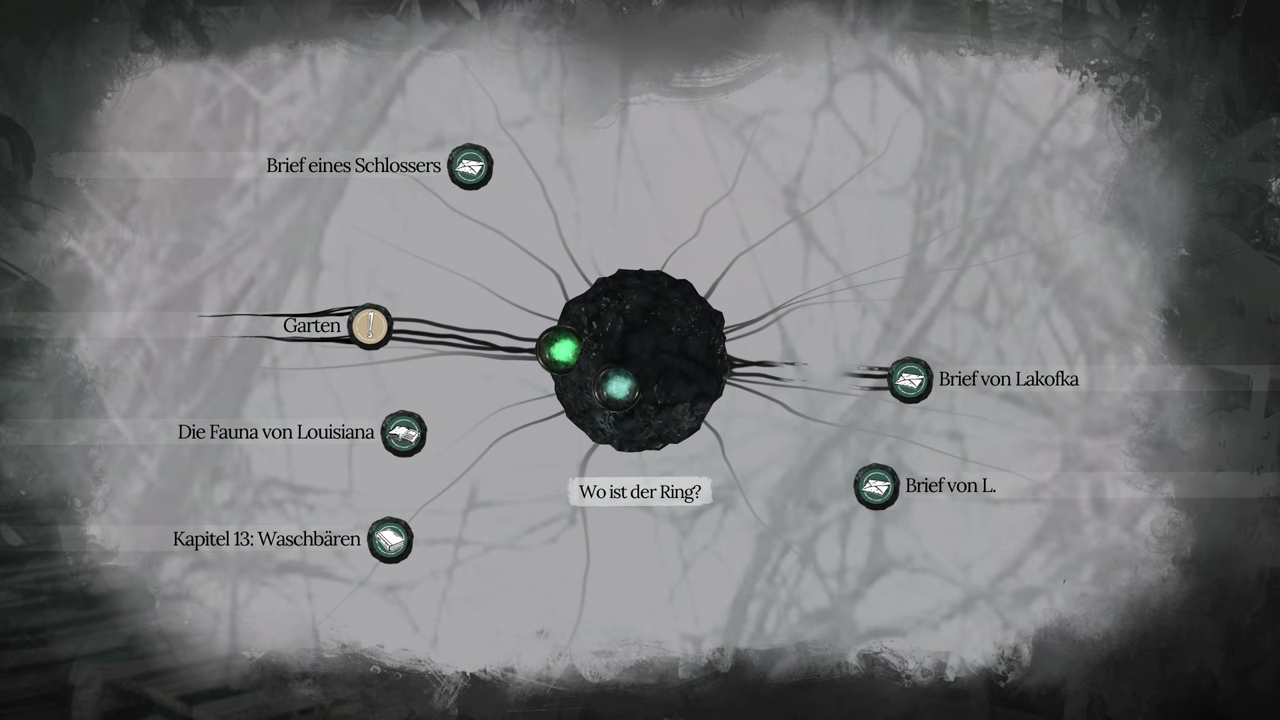 Brief eines Schlossers
Garten
Brief von Lakofka
Die Fauna von Louisiana
Brief von L.
Wo ist der Ring?
Kapitel 13: Waschbären